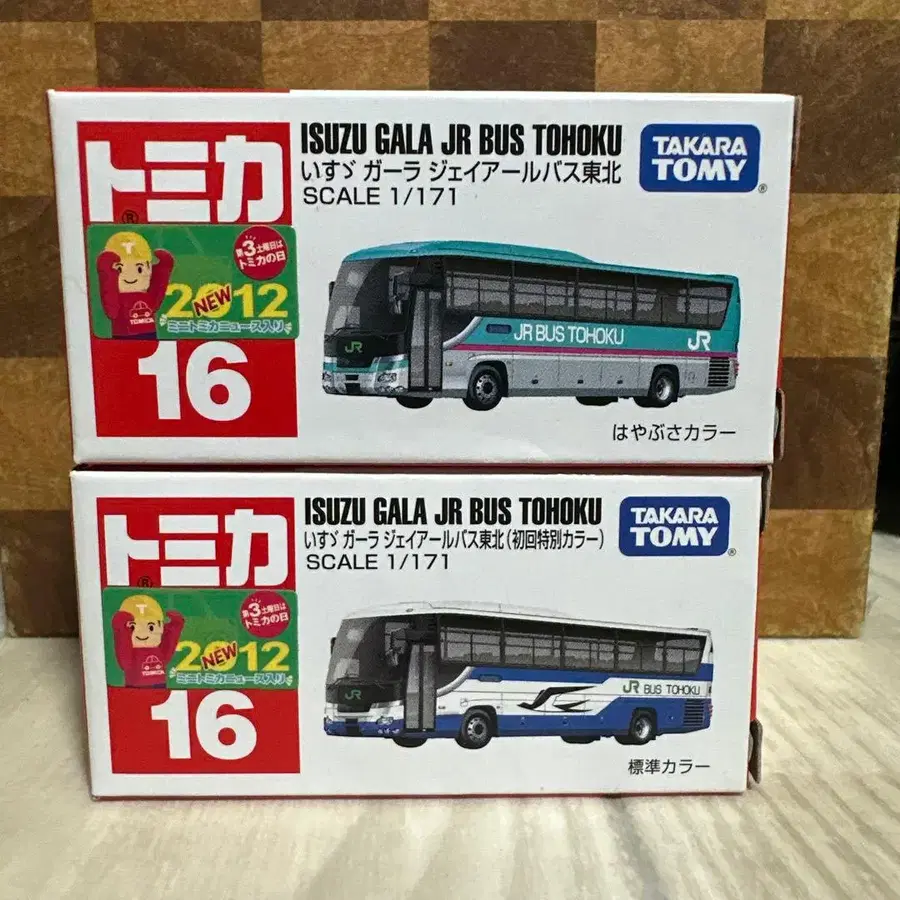 トミカ
®
ISUZU GALA JR BUS TOHOKU
いすゞ ガーラ ジェイアールバス東北
SCALE 1/171
TAKARA
TOMY
®
第3土曜日は
トミカの日
T
TOMICA
2012
NEW
ミニトミカニュース入り
16
JR
JR BUS TOHOKU
JR
はやぶさカラー
トミカ
®
ISUZU GALA JR BUS TOHOKU
いすゞ ガーラ ジェイアールバス東北(初回特別カラー)
SCALE 1/171
TAKARA
TOMY
®
第3土曜日は
トミカの日
T
TOMICA
2012
NEW
ミニトミカニュース入り
16
JR
JR BUS TOHOKU
標準カラー